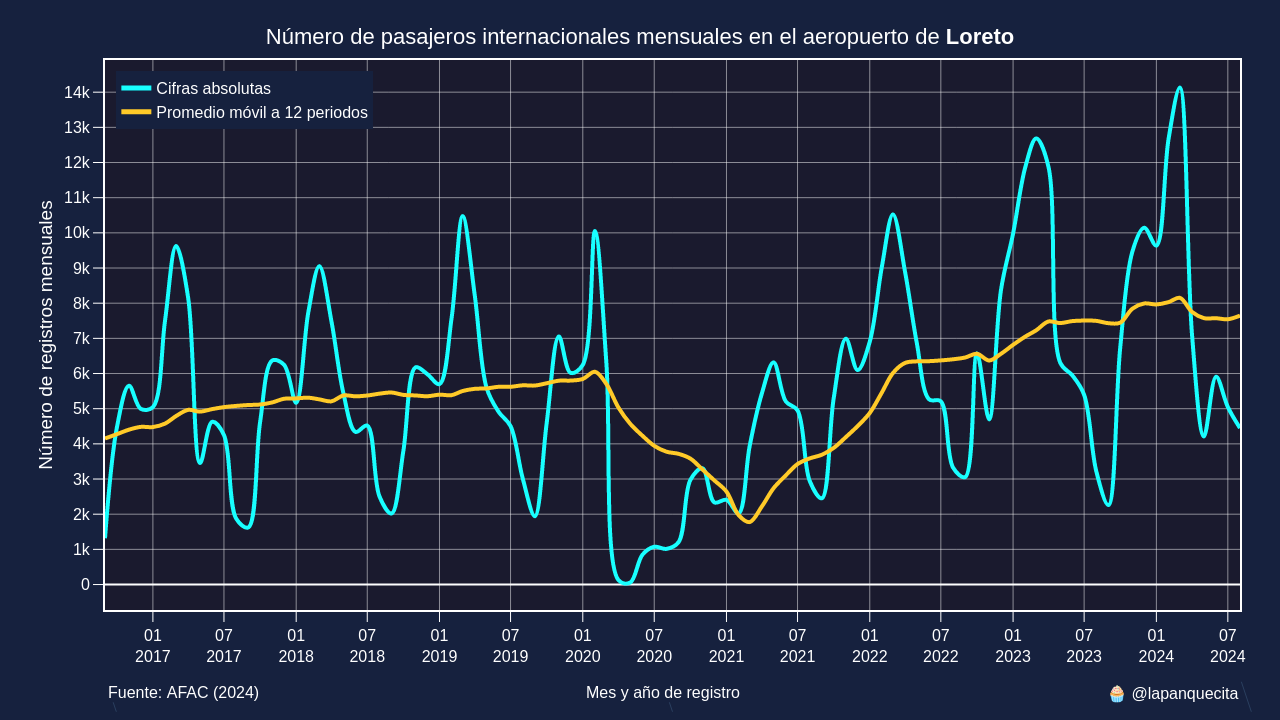 Número de pasajeros internacionales mensuales en el aeropuerto de Loreto
Cifras absolutas
Promedio móvil a 12 periodos
Número de registros mensuales
14k
13k
12k
11k
10k
9k
8k
7k
6k
5k
4k
3k
2k
1k
0
01 07 01 07 01 07 01 07 01 07 01 07 01 07 01 07
2017 2017 2018 2018 2019 2019 2020 2020 2021 2021 2022 2022 2023 2023 2024 2024
Fuente: AFAC (2024) Mes y año de registro 🧁 @lapanquecita